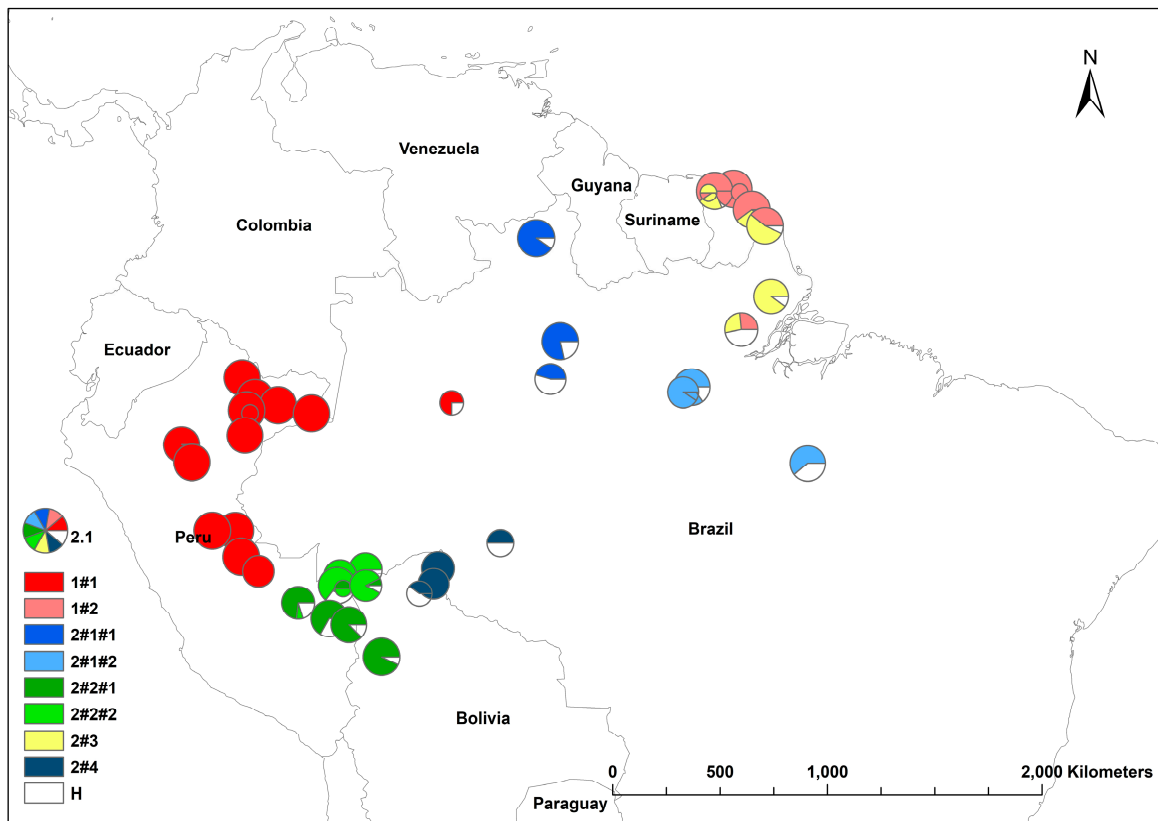 N
Venezuela
Guyana
Suriname
Colombia
Ecuador
Peru
Brazil
Bolivia
Paraguay
2.1
1#1
1#2
2#1#1
2#1#2
2#2#1
2#2#2
2#3
2#4
H
0 500 1,000 2,000 Kilometers